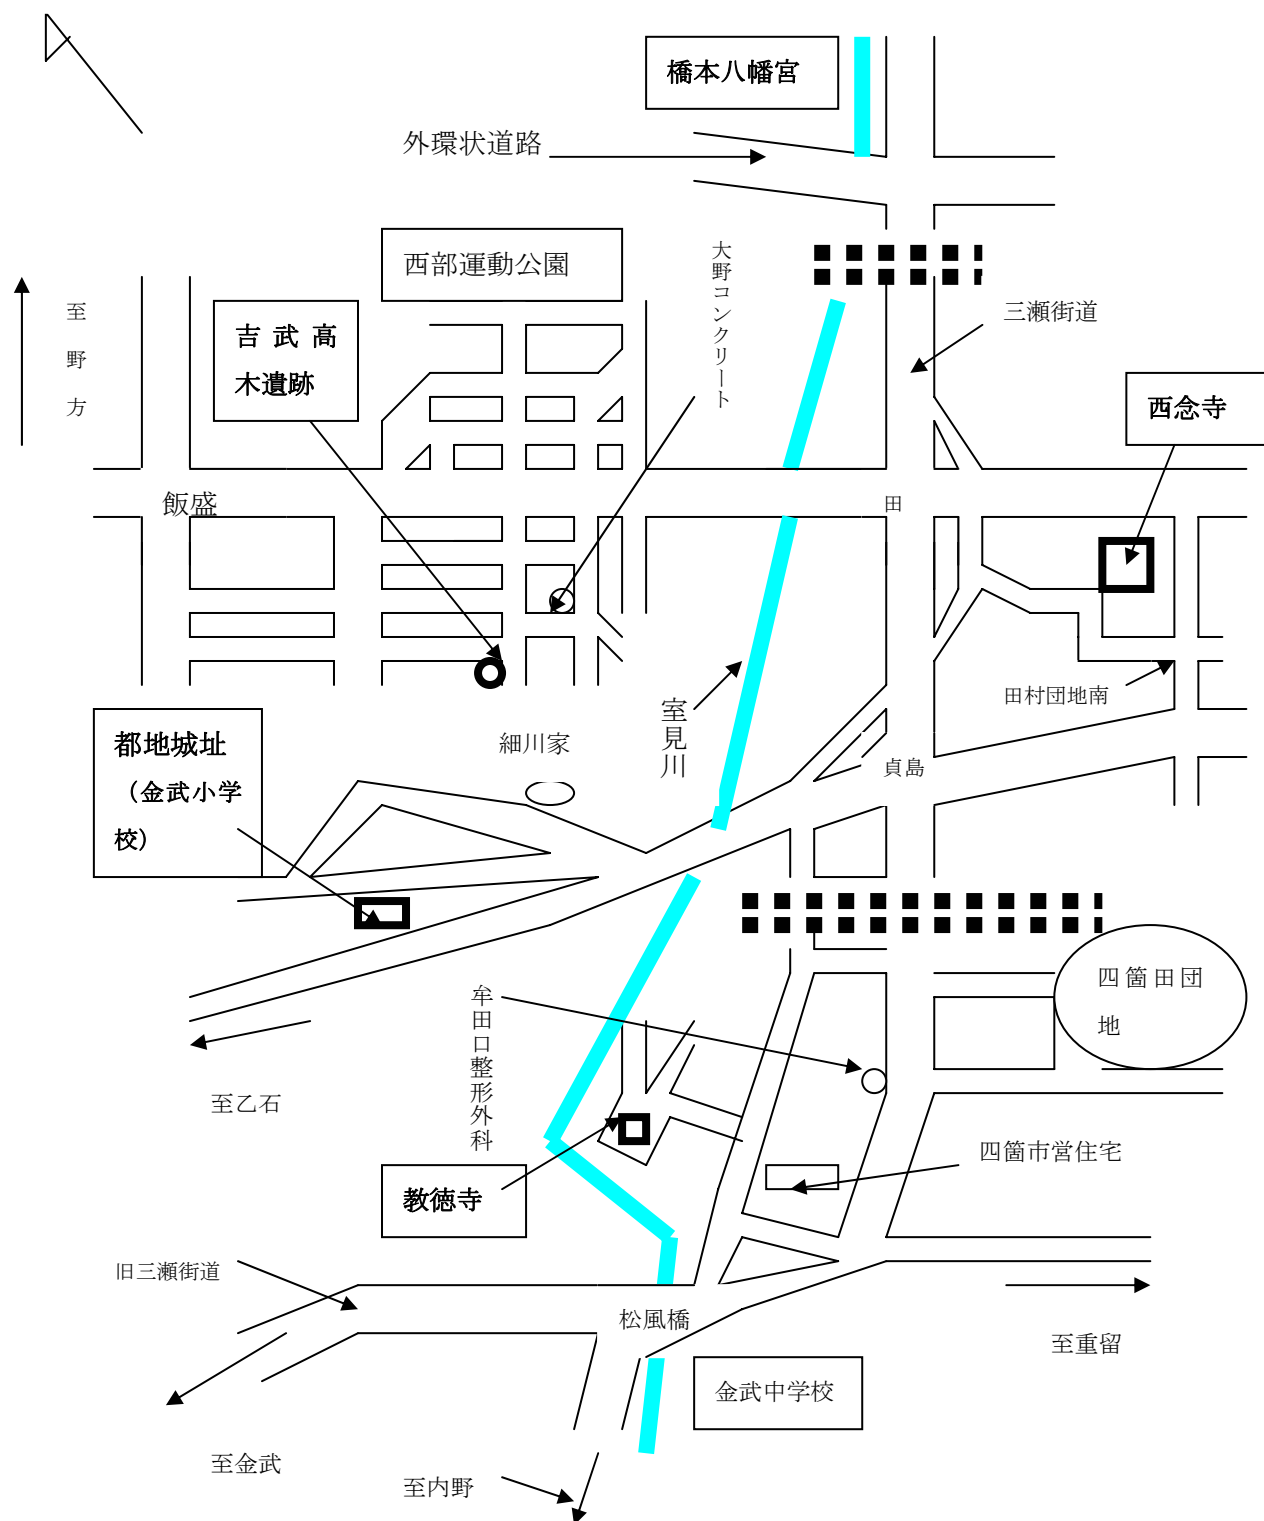 橋本八幡宮
外環状道路
西部運動公園
大野コンクリート
至野方
吉武高
木遺跡
三瀬街道
西念寺
飯盛
田
田村団地南
室見川
細川家
都地城址
（金武小学
校）
貞島
四箇田団
地
牟田口整形外科
至乙石
四箇市営住宅
教徳寺
旧三瀬街道
松風橋
至重留
金武中学校
至金武
至内野